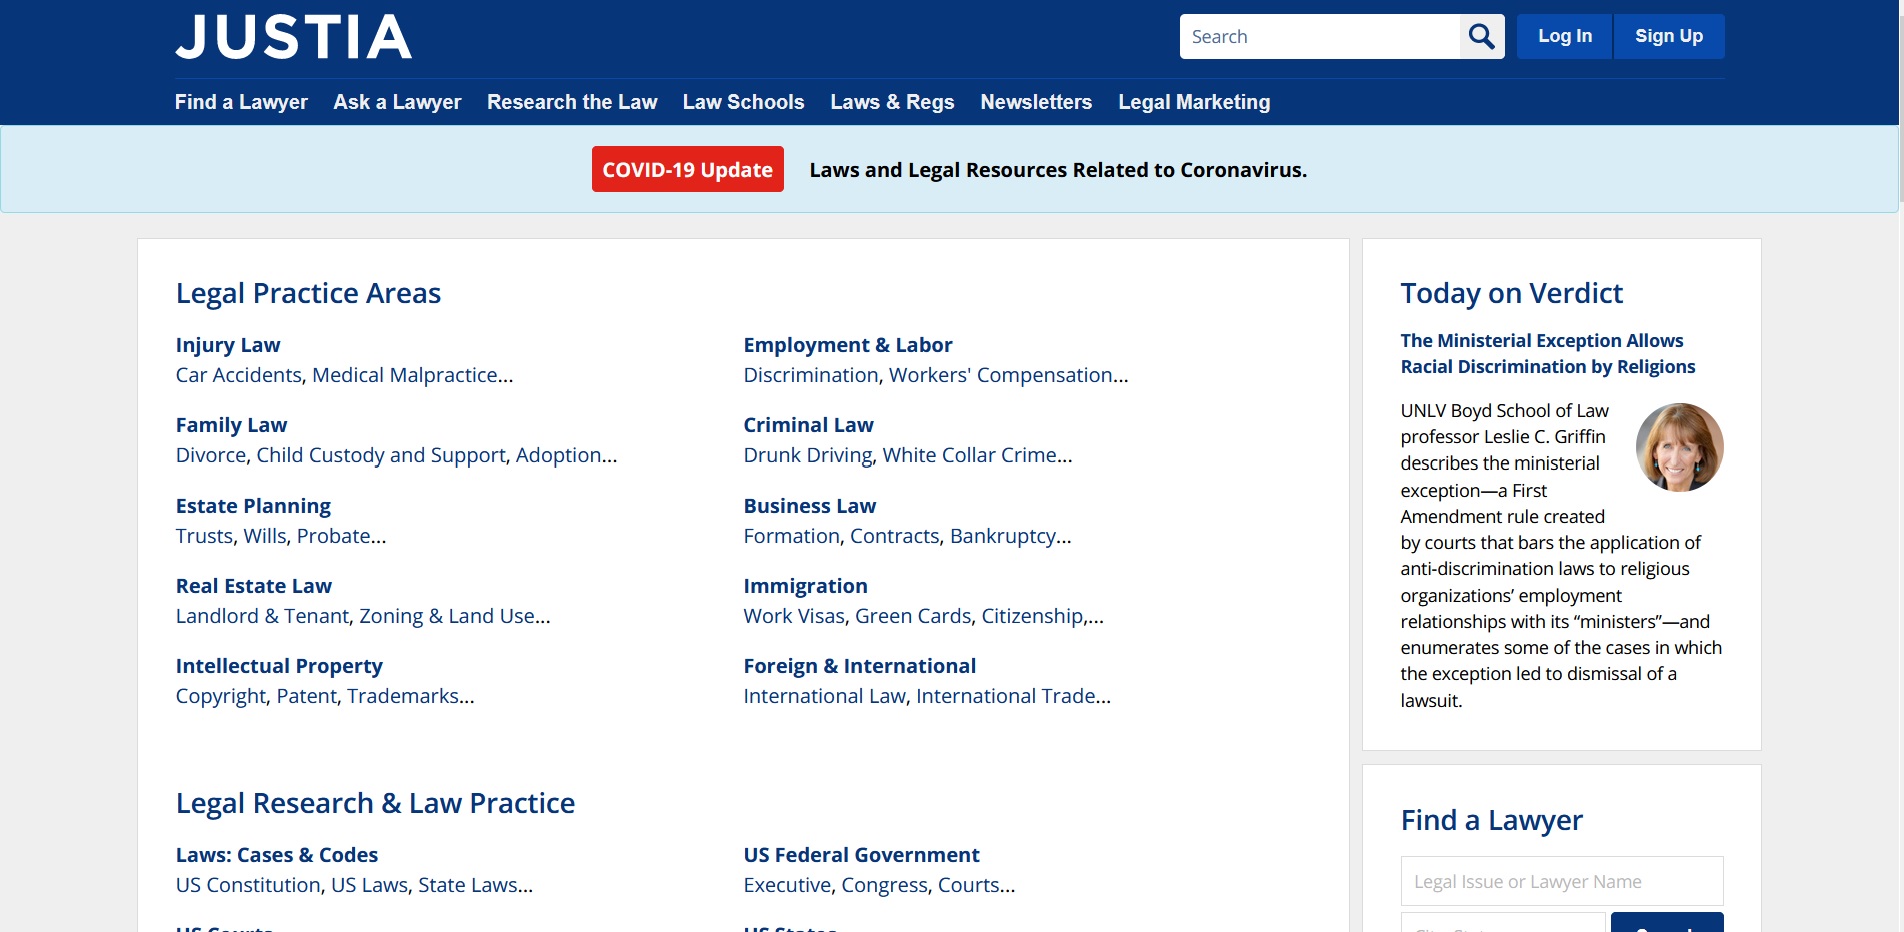 JUSTIA
Search
Log In
Sign Up
Find a Lawyer
Ask a Lawyer
Research the Law
Law Schools
Laws & Regs
Newsletters
Legal Marketing
COVID-19 Update
Laws and Legal Resources Related to Coronavirus.
Legal Practice Areas
Injury Law
Car Accidents, Medical Malpractice...
Family Law
Divorce, Child Custody and Support, Adoption...
Estate Planning
Trusts, Wills, Probate...
Real Estate Law
Landlord & Tenant, Zoning & Land Use...
Intellectual Property
Copyright, Patent, Trademarks...
Employment & Labor
Discrimination, Workers' Compensation...
Criminal Law
Drunk Driving, White Collar Crime...
Business Law
Formation, Contracts, Bankruptcy...
Immigration
Work Visas, Green Cards, Citizenship,...
Foreign & International
International Law, International Trade...
Legal Research & Law Practice
Laws: Cases & Codes
US Constitution, US Laws, State Laws...
US Courts
US Federal Government
Executive, Congress, Courts...
US States
Today on Verdict
The Ministerial Exception Allows
Racial Discrimination by Religions
UNLV Boyd School of Law
professor Leslie C. Griffin
describes the ministerial
exception—a First
Amendment rule created
by courts that bars the application of
anti-discrimination laws to religious
organizations’ employment
relationships with its “ministers”—and
enumerates some of the cases in which
the exception led to dismissal of a
lawsuit.
Find a Lawyer
Legal Issue or Lawyer Name